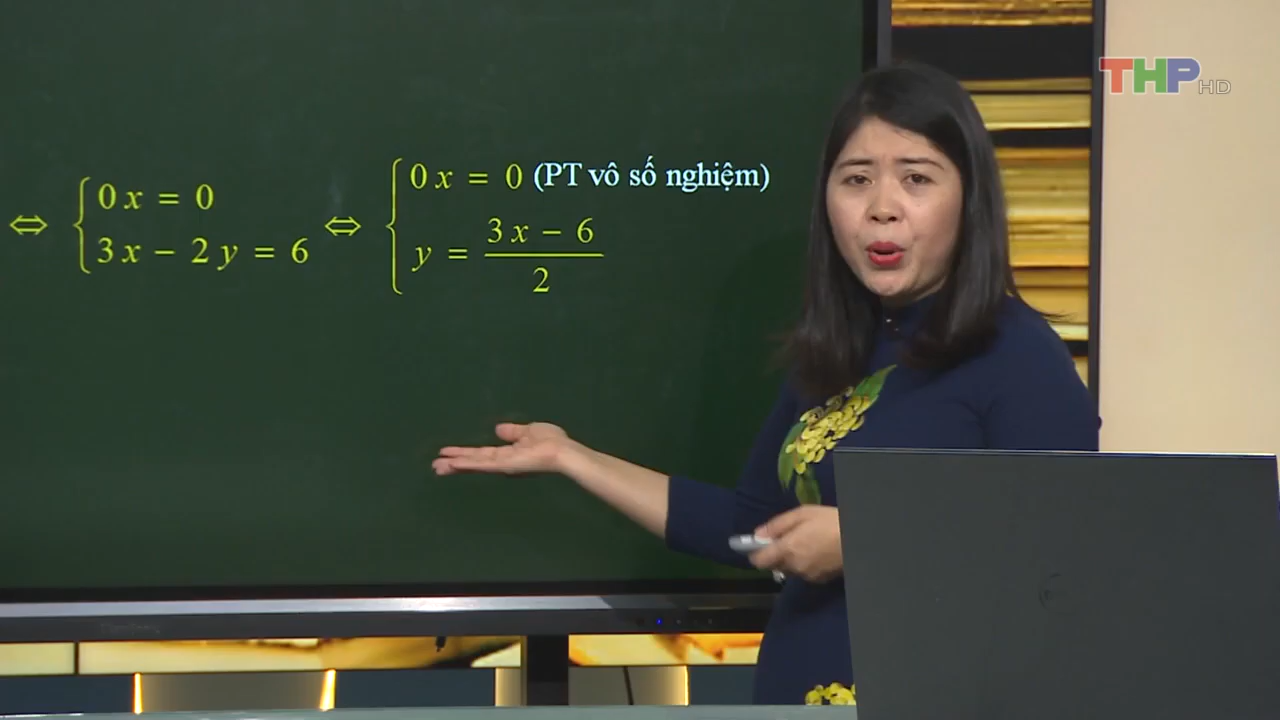 THP HD
⇔ { 0x = 0
3x − 2y = 6
⇔ { 0x = 0 (PT vô số nghiệm)
y = (3x − 6)/2